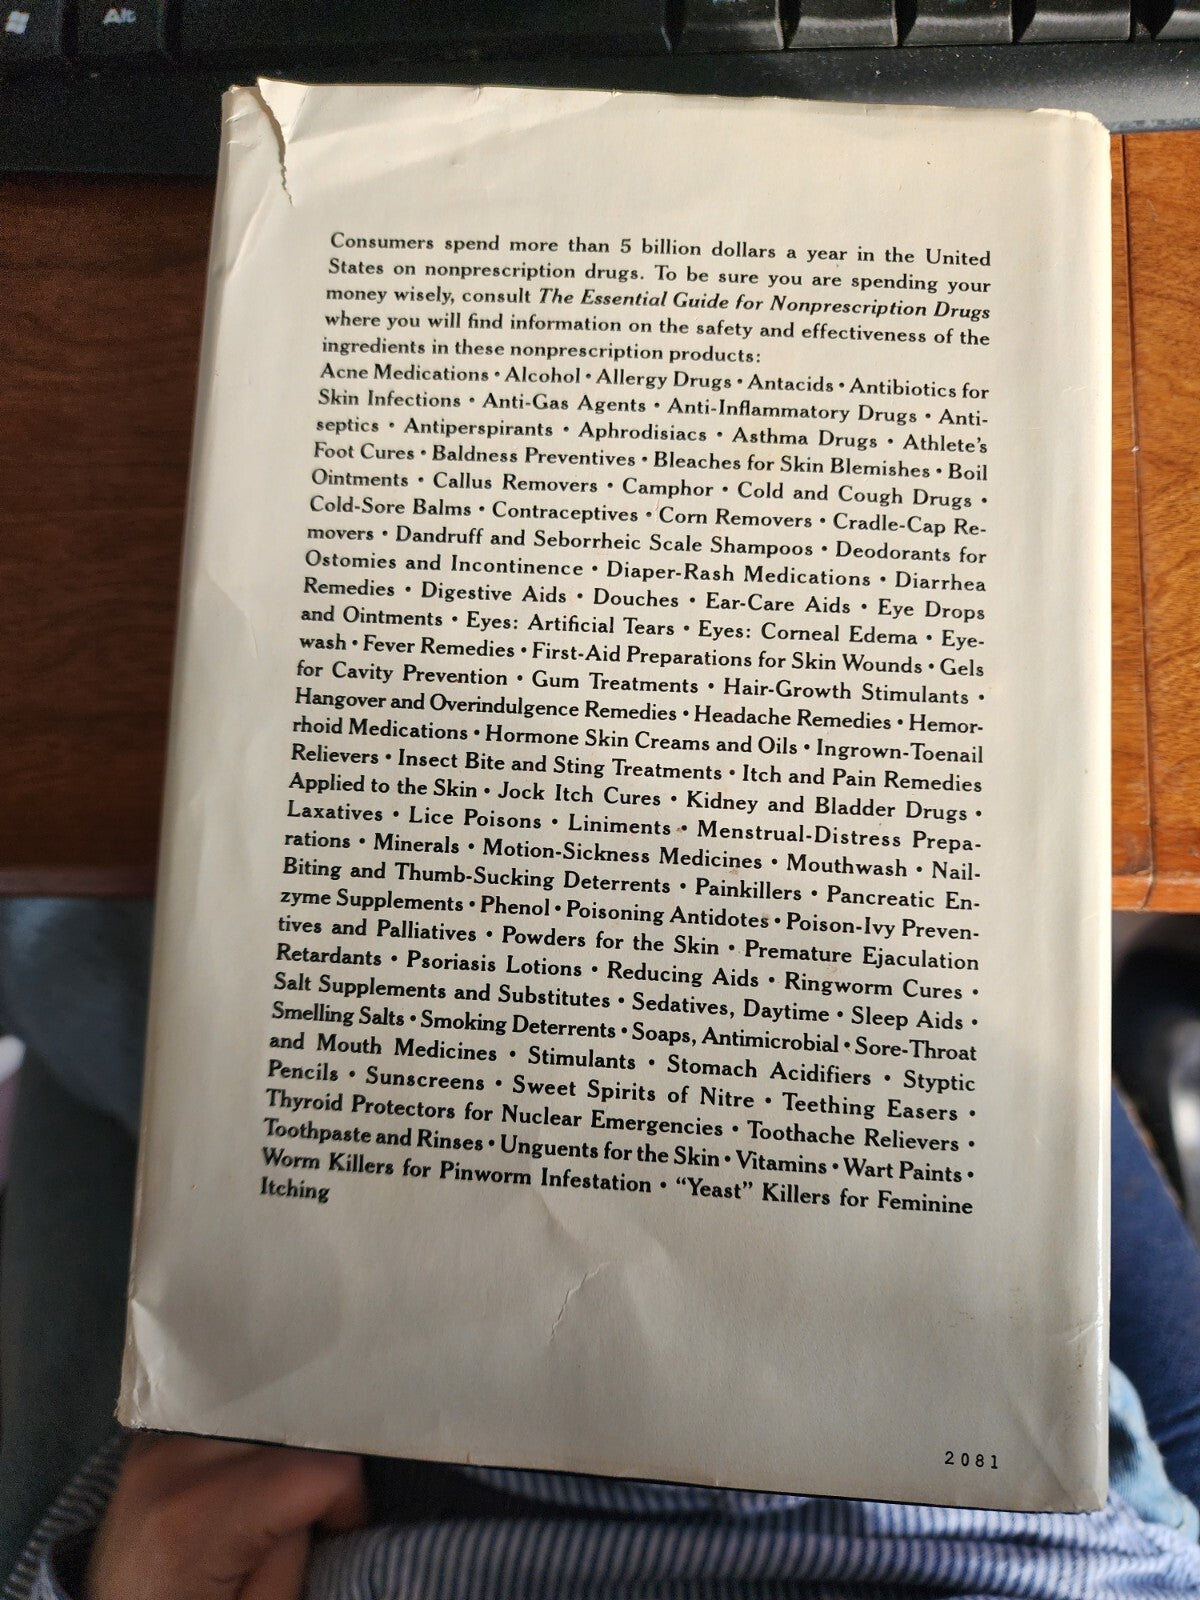 Alt
Consumers spend more than 5 billion dollars a year in the United
States on nonprescription drugs. To be sure you are spending your
money wisely, consult The Essential Guide for Nonprescription Drugs
where you will find information on the safety and effectiveness of the
ingredients in these nonprescription products:
Acne Medications • Alcohol • Allergy Drugs • Antacids • Antibiotics for
Skin Infections • Anti-Gas Agents • Anti-Inflammatory Drugs • Anti-
septics • Antiperspirants • Aphrodisiacs • Asthma Drugs • Athlete's
Foot Cures • Baldness Preventives • Bleaches for Skin Blemishes • Boil
Ointments • Callus Removers • Camphor • Cold and Cough Drugs •
Cold-Sore Balms • Contraceptives • Corn Removers • Cradle-Cap Re-
movers • Dandruff and Seborrheic Scale Shampoos • Deodorants for
Ostomies and Incontinence • Diaper-Rash Medications • Diarrhea
Remedies • Digestive Aids • Douches • Ear-Care Aids • Eye Drops
and Ointments • Eyes: Artificial Tears • Eyes: Corneal Edema • Eye-
wash • Fever Remedies • First-Aid Preparations for Skin Wounds • Gels
for Cavity Prevention • Gum Treatments • Hair-Growth Stimulants •
Hangover and Overindulgence Remedies • Headache Remedies • Hemor-
rhoid Medications • Hormone Skin Creams and Oils • Ingrown-Toenail
Relievers • Insect Bite and Sting Treatments • Itch and Pain Remedies
Applied to the Skin • Jock Itch Cures • Kidney and Bladder Drugs •
Laxatives • Lice Poisons • Liniments • Menstrual-Distress Prepa-
rations • Minerals • Motion-Sickness Medicines • Mouthwash • Nail-
Biting and Thumb-Sucking Deterrents • Painkillers • Pancreatic En-
zyme Supplements • Phenol • Poisoning Antidotes • Poison-Ivy Preven-
tives and Palliatives • Powders for the Skin • Premature Ejaculation
Retardants • Psoriasis Lotions • Reducing Aids • Ringworm Cures •
Salt Supplements and Substitutes • Sedatives, Daytime • Sleep Aids •
Smelling Salts • Smoking Deterrents • Soaps, Antimicrobial • Sore-Throat
and Mouth Medicines • Stimulants • Stomach Acidifiers • Styptic
Pencils • Sunscreens • Sweet Spirits of Nitre • Teething Easers •
Thyroid Protectors for Nuclear Emergencies • Toothache Relievers •
Toothpaste and Rinses • Unguents for the Skin • Vitamins • Wart Paints •
Worm Killers for Pinworm Infestation • "Yeast" Killers for Feminine
Itching
2081